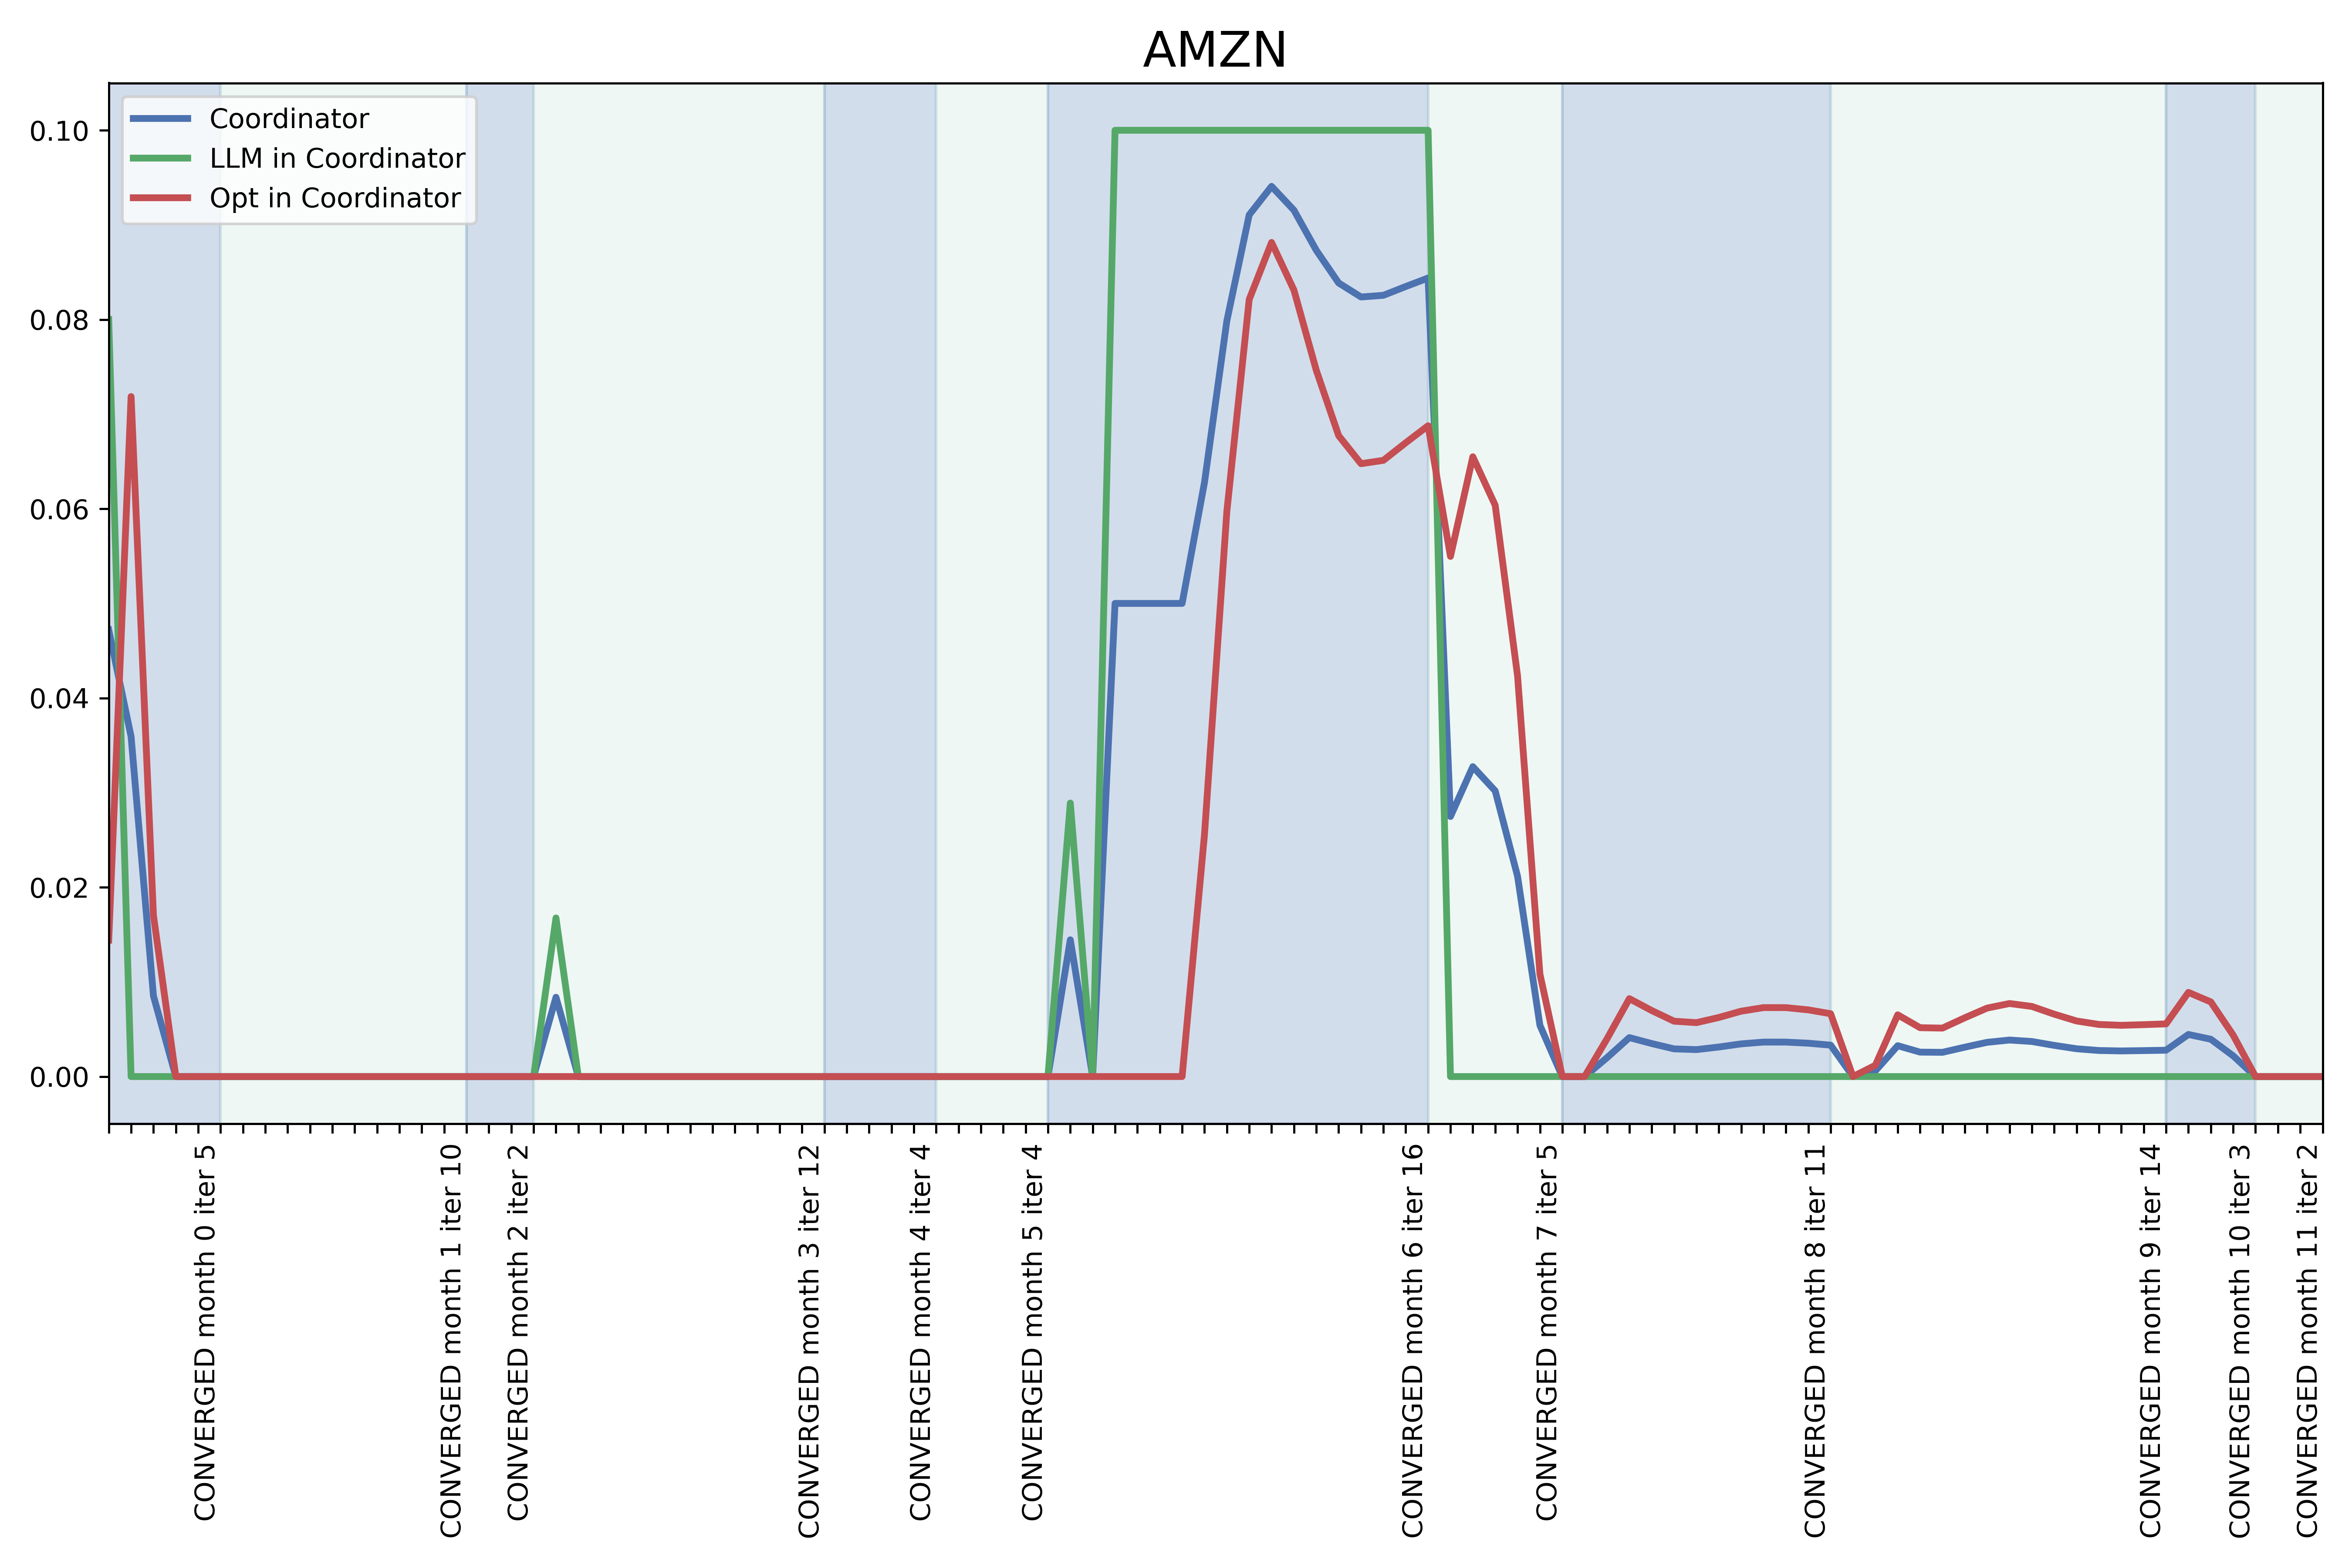 AMZN
Coordinator
LLM in Coordinator
Opt in Coordinator
0.10
0.08
0.06
0.04
0.02
0.00
CONVERGED month 0 iter 5
CONVERGED month 1 iter 10
CONVERGED month 2 iter 2
CONVERGED month 3 iter 12
CONVERGED month 4 iter 4
CONVERGED month 5 iter 4
CONVERGED month 6 iter 16
CONVERGED month 7 iter 5
CONVERGED month 8 iter 11
CONVERGED month 9 iter 14
CONVERGED month 10 iter 3
CONVERGED month 11 iter 2